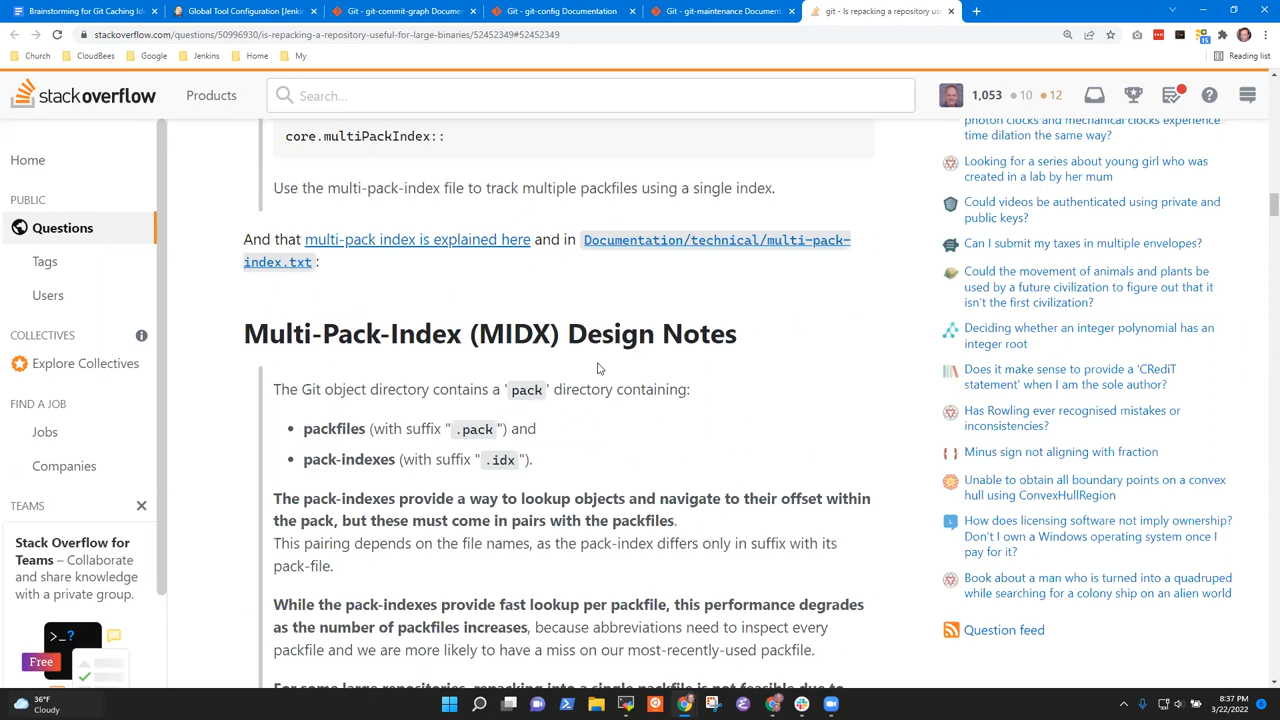 Brainstorming for Git Caching Id
Global Tool Configuration [Jenki
Git - git-commit-graph Docume
Git - git-config Documentation
Git - git-maintenance Document
git - Is repacking a repository us
stackoverflow.com/questions/50996930/is-repacking-a-repository-useful-for-large-binaries/52452349#52452349
15
Church
CloudBees
Google
Jenkins
Home
My
Reading list
stackoverflow
Products
Search...
1,053
10
12
Home
PUBLIC
Questions
Tags
Users
COLLECTIVES
Explore Collectives
FIND A JOB
Jobs
Companies
TEAMS
Stack Overflow for
Teams – Collaborate
and share knowledge
with a private group.
>_?
Free
core.multiPackIndex::
Use the multi-pack-index file to track multiple packfiles using a single index.
And that multi-pack index is explained here and in Documentation/technical/multi-pack-
index.txt:
Multi-Pack-Index (MIDX) Design Notes
The Git object directory contains a 'pack' directory containing:
• packfiles (with suffix ".pack") and
• pack-indexes (with suffix ".idx").
The pack-indexes provide a way to lookup objects and navigate to their offset within
the pack, but these must come in pairs with the packfiles.
This pairing depends on the file names, as the pack-index differs only in suffix with its
pack-file.
While the pack-indexes provide fast lookup per packfile, this performance degrades
as the number of packfiles increases, because abbreviations need to inspect every
packfile and we are more likely to have a miss on our most-recently-used packfile.
For some large repositories, repacking into a single packfile is not feasible due to
photon clocks and mechanical clocks experience
time dilation the same way?
Looking for a series about young girl who was
created in a lab by her mum
Could videos be authenticated using private and
public keys?
Can I submit my taxes in multiple envelopes?
Could the movement of animals and plants be
used by a future civilization to figure out that it
isn't the first civilization?
Deciding whether an integer polynomial has an
integer root
Does it make sense to provide a 'CRediT
statement' when I am the sole author?
Has Rowling ever recognised mistakes or
inconsistencies?
Minus sign not aligning with fraction
Unable to obtain all boundary points on a convex
hull using ConvexHullRegion
How does licensing software not imply ownership?
Don't I own a Windows operating system once I
pay for it?
Book about a man who is turned into a quadruped
while searching for a colony ship on an alien world
Question feed
36°F
Cloudy
8:37 PM
3/22/2022